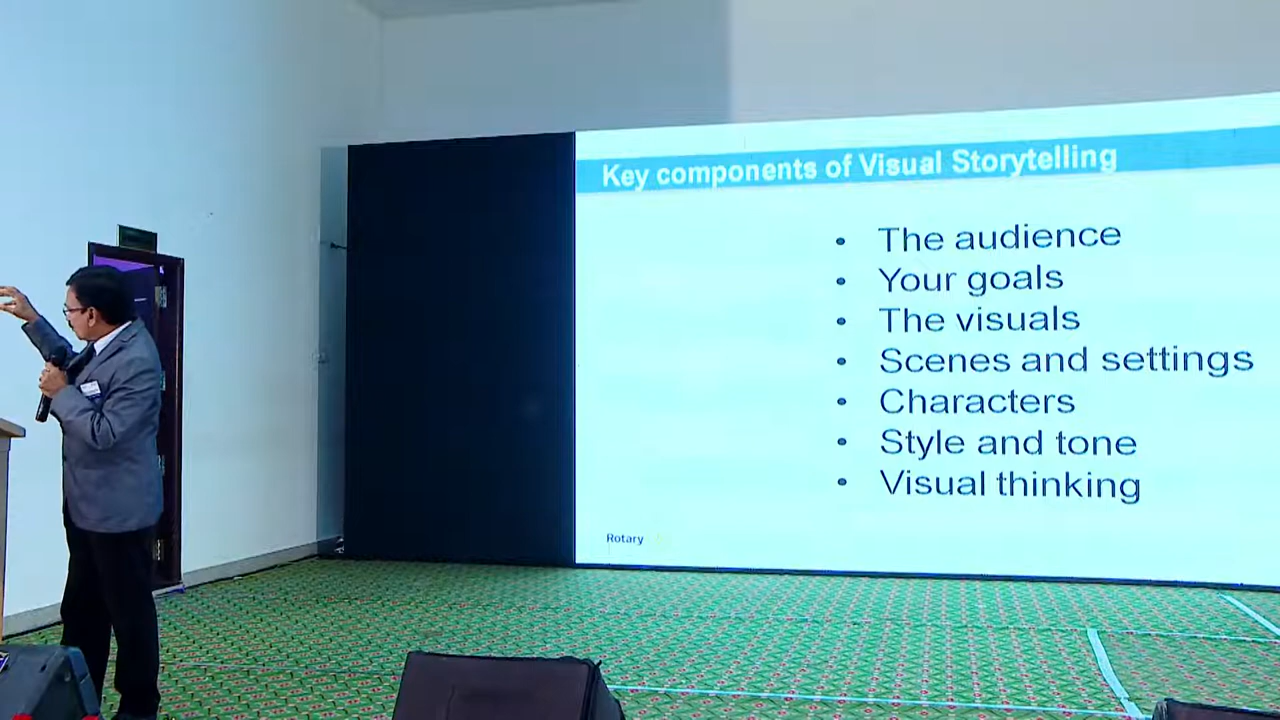 Key components of Visual Storytelling
• The audience
• Your goals
• The visuals
• Scenes and settings
• Characters
• Style and tone
• Visual thinking
Rotary